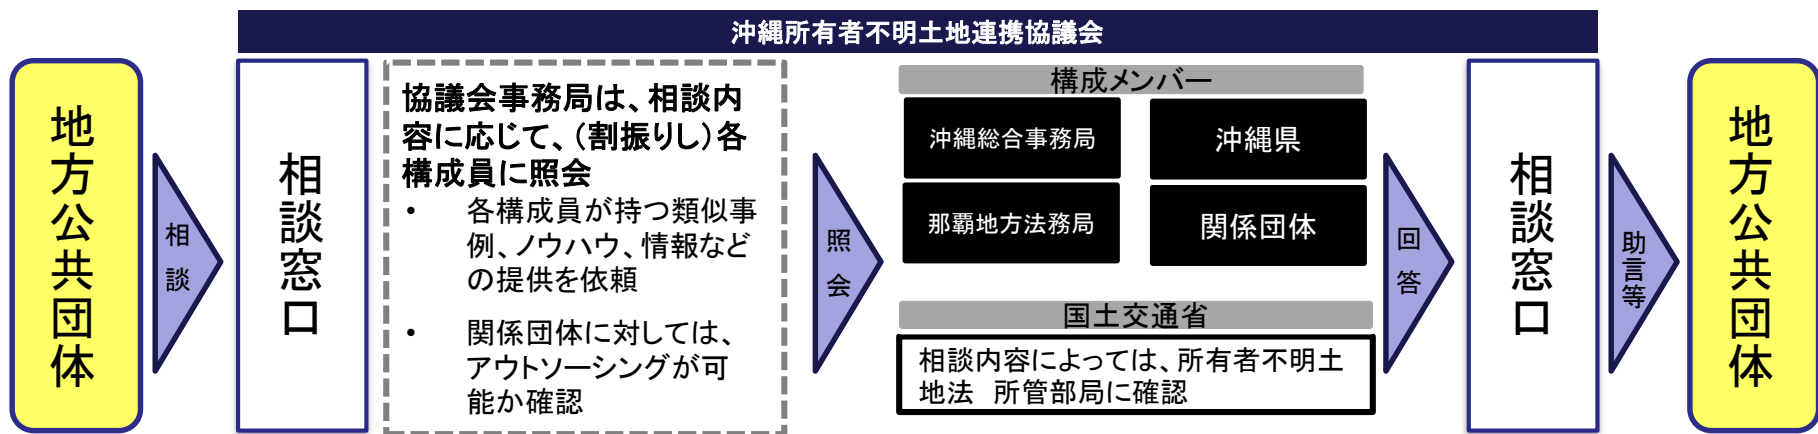 沖縄所有者不明土地連携協議会
地方公共団体
相談
相談窓口
協議会事務局は、相談内
容に応じて、（割振りし）各
構成員に照会
• 各構成員が持つ類似事
例、ノウハウ、情報など
の提供を依頼
• 関係団体に対しては、
アウトソーシングが可
能か確認
照会
構成メンバー
沖縄総合事務局
沖縄県
那覇地方法務局
関係団体
国土交通省
相談内容によっては、所有者不明土
地法　所管部局に確認
回答
相談窓口
助言等
地方公共団体